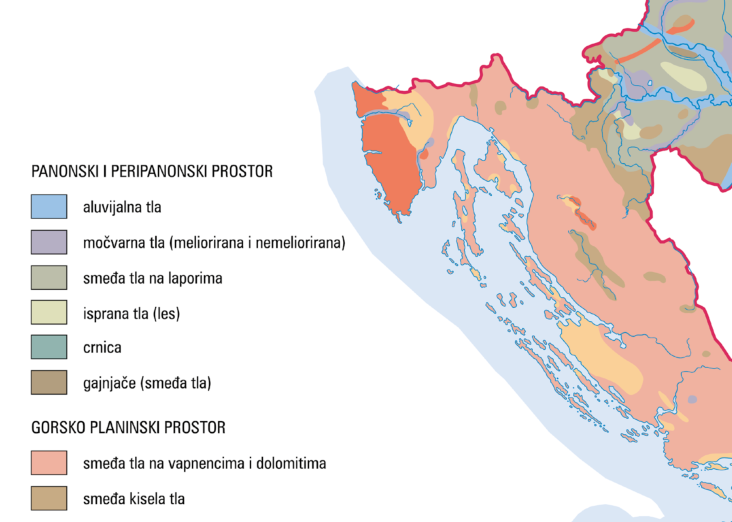 PANONSKI I PERIPANONSKI PROSTOR
aluvijalna tla
močvarna tla (meliorirana i nemeliorirana)
smeđa tla na laporima
isprana tla (les)
crnica
gajnjače (smeđa tla)
GORSKO PLANINSKI PROSTOR
smeđa tla na vapnencima i dolomitima
smeđa kisela tla